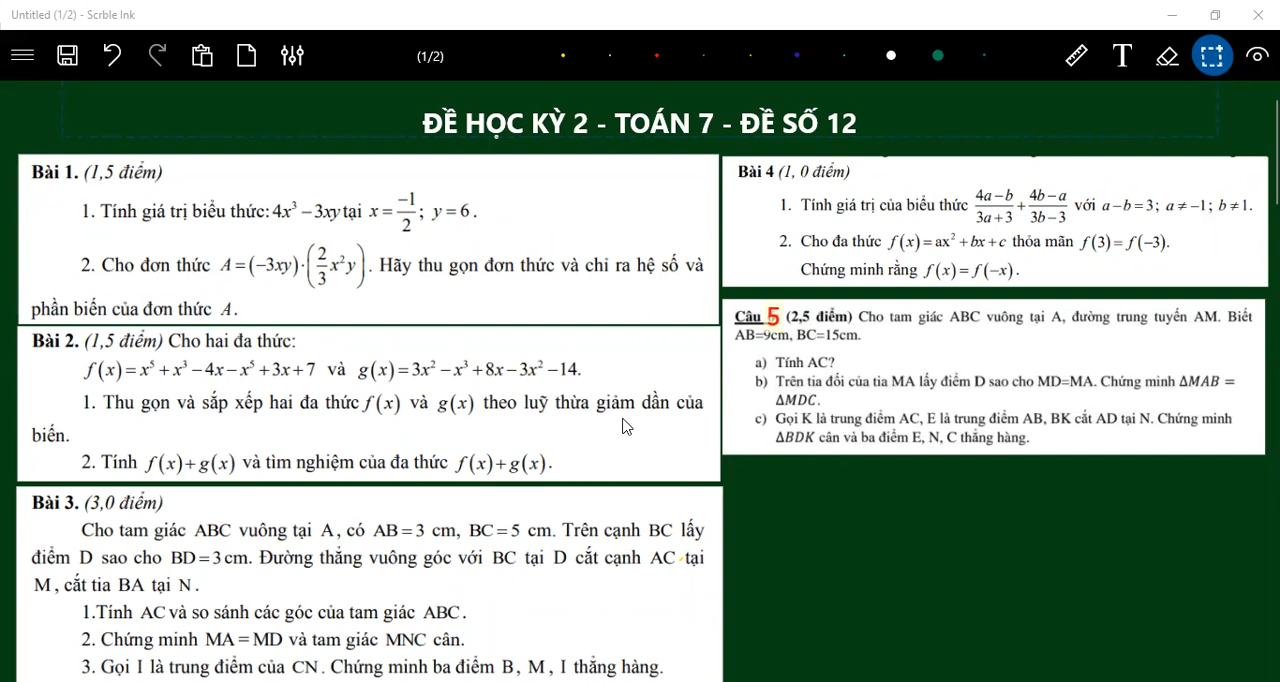 Untitled (1/2) - Scrble Ink
(1/2)
T
ĐỀ HỌC KỲ 2 - TOÁN 7 - ĐỀ SỐ 12
Bài 1. (1,5 điểm)
1. Tính giá trị biểu thức: 4x³ − 3xy tại x = −1/2; y = 6.
2. Cho đơn thức A = (−3xy)·(2/3 x²y). Hãy thu gọn đơn thức và chỉ ra hệ số và
phần biến của đơn thức A.
Bài 2. (1,5 điểm) Cho hai đa thức:
f(x) = x⁵ + x³ − 4x − x⁵ + 3x + 7 và g(x) = 3x² − x³ + 8x − 3x² − 14.
1. Thu gọn và sắp xếp hai đa thức f(x) và g(x) theo luỹ thừa giảm dần của
biến.
2. Tính f(x) + g(x) và tìm nghiệm của đa thức f(x) + g(x).
Bài 3. (3,0 điểm)
Cho tam giác ABC vuông tại A, có AB = 3 cm, BC = 5 cm. Trên cạnh BC lấy
điểm D sao cho BD = 3 cm. Đường thẳng vuông góc với BC tại D cắt cạnh AC tại
M, cắt tia BA tại N.
1.Tính AC và so sánh các góc của tam giác ABC.
2. Chứng minh MA = MD và tam giác MNC cân.
3. Gọi I là trung điểm của CN. Chứng minh ba điểm B, M, I thẳng hàng.
Bài 4 (1, 0 điểm)
1. Tính giá trị của biểu thức (4a − b)/(3a + 3) + (4b − a)/(3b − 3) với a − b = 3; a ≠ −1; b ≠ 1.
2. Cho đa thức f(x) = ax² + bx + c thỏa mãn f(3) = f(−3).
Chứng minh rằng f(x) = f(−x).
Câu 5 (2,5 điểm) Cho tam giác ABC vuông tại A, đường trung tuyến AM. Biết
AB=9cm, BC=15cm.
a) Tính AC?
b) Trên tia đối của tia MA lấy điểm D sao cho MD=MA. Chứng minh ΔMAB =
ΔMDC.
c) Gọi K là trung điểm AC, E là trung điểm AB, BK cắt AD tại N. Chứng minh
ΔBDK cân và ba điểm E, N, C thẳng hàng.